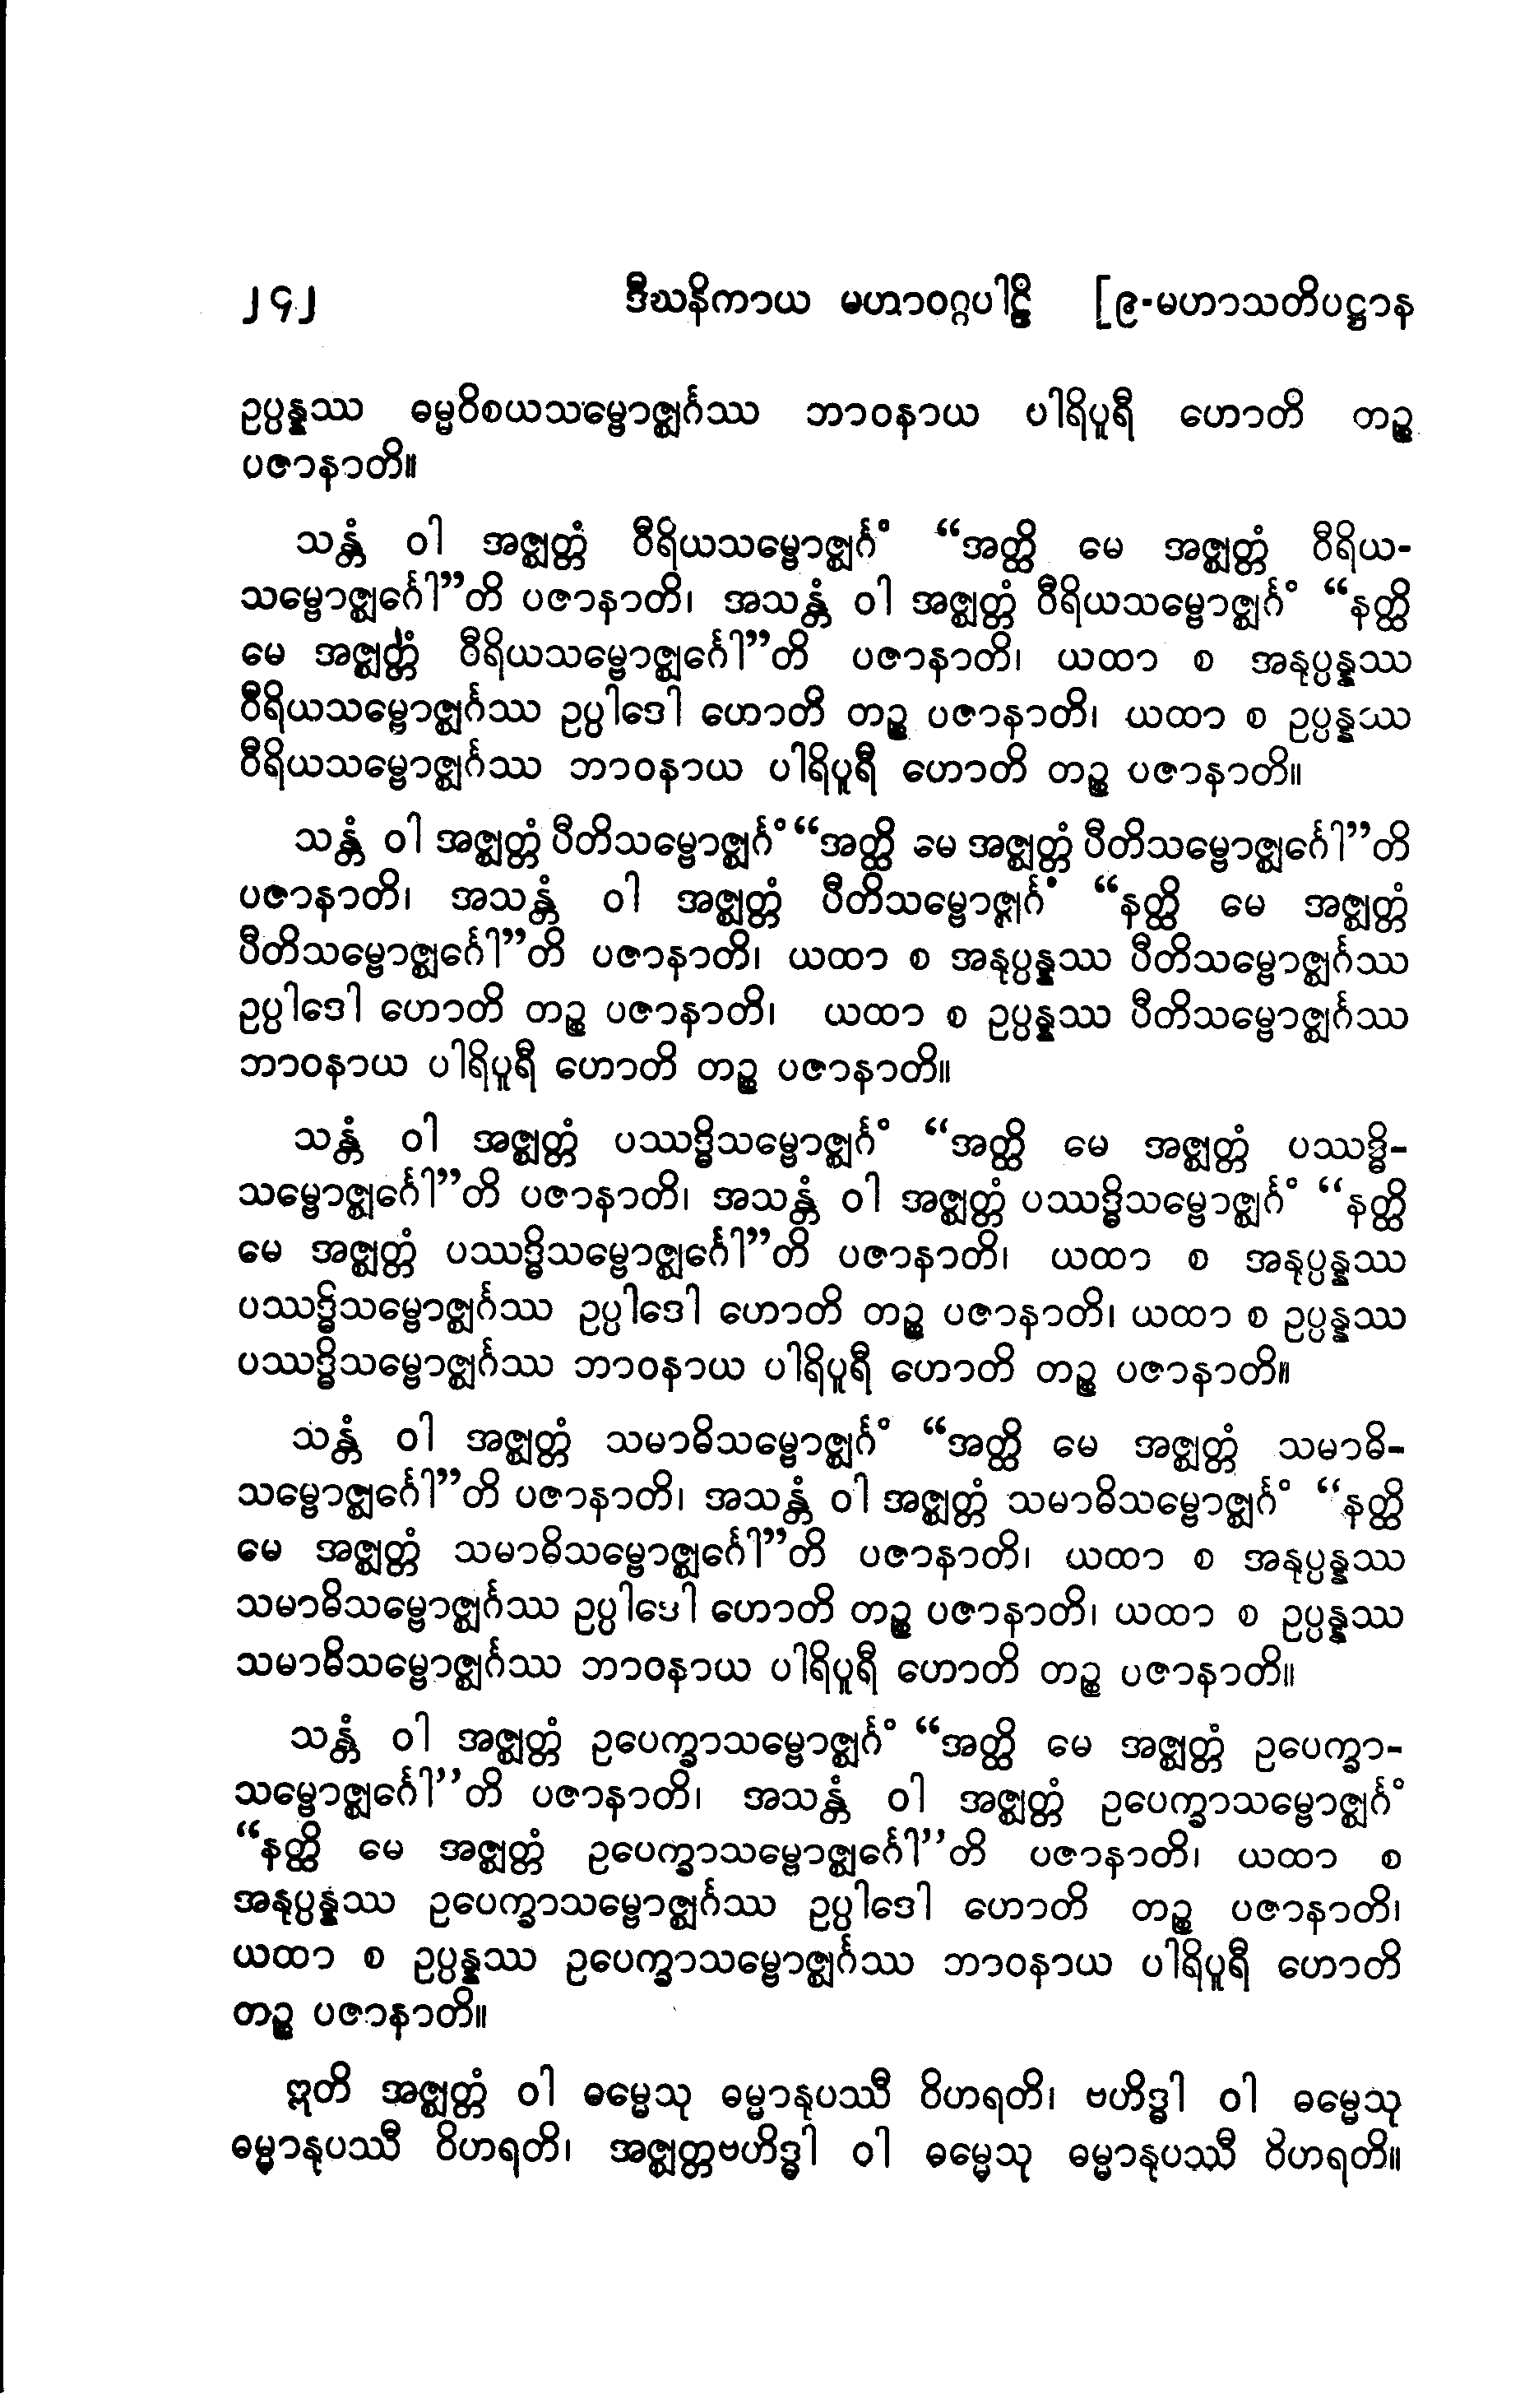 ၂၄၂ ဒီဃနိကာယ မဟာဝဂ္ဂပါဠိ [၉-မဟာသတိပဋ္ဌာန
ဥပ္ပန္နဿ ဓမ္မဝိစယသမ္ဗောဇ္ဈင်္ဂဿ ဘာဝနာယ ပါရိပူရီ ဟောတိ တဉ္စ
ပဇာနာတိ။
သန္တံ ဝါ အဇ္ဈတ္တံ ဝီရိယသမ္ဗောဇ္ဈင်္ဂံ “အတ္ထိ မေ အဇ္ဈတ္တံ ဝီရိယ-
သမ္ဗောဇ္ဈင်္ဂေါ”တိ ပဇာနာတိ၊ အသန္တံ ဝါ အဇ္ဈတ္တံ ဝီရိယသမ္ဗောဇ္ဈင်္ဂံ “နတ္ထိ
မေ အဇ္ဈတ္တံ ဝီရိယသမ္ဗောဇ္ဈင်္ဂေါ”တိ ပဇာနာတိ၊ ယထာ စ အနုပ္ပန္နဿ
ဝီရိယသမ္ဗောဇ္ဈင်္ဂဿ ဥပ္ပါဒေါ ဟောတိ တဉ္စ ပဇာနာတိ၊ ယထာ စ ဥပ္ပန္နဿ
ဝီရိယသမ္ဗောဇ္ဈင်္ဂဿ ဘာဝနာယ ပါရိပူရီ ဟောတိ တဉ္စ ပဇာနာတိ။
သန္တံ ဝါ အဇ္ဈတ္တံ ပီတိသမ္ဗောဇ္ဈင်္ဂံ “အတ္ထိ မေ အဇ္ဈတ္တံ ပီတိသမ္ဗောဇ္ဈင်္ဂေါ”တိ
ပဇာနာတိ၊ အသန္တံ ဝါ အဇ္ဈတ္တံ ပီတိသမ္ဗောဇ္ဈင်္ဂံ “နတ္ထိ မေ အဇ္ဈတ္တံ
ပီတိသမ္ဗောဇ္ဈင်္ဂေါ”တိ ပဇာနာတိ၊ ယထာ စ အနုပ္ပန္နဿ ပီတိသမ္ဗောဇ္ဈင်္ဂဿ
ဥပ္ပါဒေါ ဟောတိ တဉ္စ ပဇာနာတိ၊ ယထာ စ ဥပ္ပန္နဿ ပီတိသမ္ဗောဇ္ဈင်္ဂဿ
ဘာဝနာယ ပါရိပူရီ ဟောတိ တဉ္စ ပဇာနာတိ။
သန္တံ ဝါ အဇ္ဈတ္တံ ပဿဒ္ဓိသမ္ဗောဇ္ဈင်္ဂံ “အတ္ထိ မေ အဇ္ဈတ္တံ ပဿဒ္ဓိ-
သမ္ဗောဇ္ဈင်္ဂေါ”တိ ပဇာနာတိ၊ အသန္တံ ဝါ အဇ္ဈတ္တံ ပဿဒ္ဓိသမ္ဗောဇ္ဈင်္ဂံ “နတ္ထိ
မေ အဇ္ဈတ္တံ ပဿဒ္ဓိသမ္ဗောဇ္ဈင်္ဂေါ”တိ ပဇာနာတိ၊ ယထာ စ အနုပ္ပန္နဿ
ပဿဒ္ဓိသမ္ဗောဇ္ဈင်္ဂဿ ဥပ္ပါဒေါ ဟောတိ တဉ္စ ပဇာနာတိ၊ ယထာ စ ဥပ္ပန္နဿ
ပဿဒ္ဓိသမ္ဗောဇ္ဈင်္ဂဿ ဘာဝနာယ ပါရိပူရီ ဟောတိ တဉ္စ ပဇာနာတိ။
သန္တံ ဝါ အဇ္ဈတ္တံ သမာဓိသမ္ဗောဇ္ဈင်္ဂံ “အတ္ထိ မေ အဇ္ဈတ္တံ သမာဓိ-
သမ္ဗောဇ္ဈင်္ဂေါ”တိ ပဇာနာတိ၊ အသန္တံ ဝါ အဇ္ဈတ္တံ သမာဓိသမ္ဗောဇ္ဈင်္ဂံ “နတ္ထိ
မေ အဇ္ဈတ္တံ သမာဓိသမ္ဗောဇ္ဈင်္ဂေါ”တိ ပဇာနာတိ၊ ယထာ စ အနုပ္ပန္နဿ
သမာဓိသမ္ဗောဇ္ဈင်္ဂဿ ဥပ္ပါဒေါ ဟောတိ တဉ္စ ပဇာနာတိ၊ ယထာ စ ဥပ္ပန္နဿ
သမာဓိသမ္ဗောဇ္ဈင်္ဂဿ ဘာဝနာယ ပါရိပူရီ ဟောတိ တဉ္စ ပဇာနာတိ။
သန္တံ ဝါ အဇ္ဈတ္တံ ဥပေက္ခာသမ္ဗောဇ္ဈင်္ဂံ “အတ္ထိ မေ အဇ္ဈတ္တံ ဥပေက္ခာ-
သမ္ဗောဇ္ဈင်္ဂေါ”တိ ပဇာနာတိ၊ အသန္တံ ဝါ အဇ္ဈတ္တံ ဥပေက္ခာသမ္ဗောဇ္ဈင်္ဂံ
“နတ္ထိ မေ အဇ္ဈတ္တံ ဥပေက္ခာသမ္ဗောဇ္ဈင်္ဂေါ”တိ ပဇာနာတိ၊ ယထာ စ
အနုပ္ပန္နဿ ဥပေက္ခာသမ္ဗောဇ္ဈင်္ဂဿ ဥပ္ပါဒေါ ဟောတိ တဉ္စ ပဇာနာတိ၊
ယထာ စ ဥပ္ပန္နဿ ဥပေက္ခာသမ္ဗောဇ္ဈင်္ဂဿ ဘာဝနာယ ပါရိပူရီ ဟောတိ
တဉ္စ ပဇာနာတိ။
ဣတိ အဇ္ဈတ္တံ ဝါ ဓမ္မေသု ဓမ္မာနုပဿီ ဝိဟရတိ၊ ဗဟိဒ္ဓါ ဝါ ဓမ္မေသု
ဓမ္မာနုပဿီ ဝိဟရတိ၊ အဇ္ဈတ္တဗဟိဒ္ဓါ ဝါ ဓမ္မေသု ဓမ္မာနုပဿီ ဝိဟရတိ။